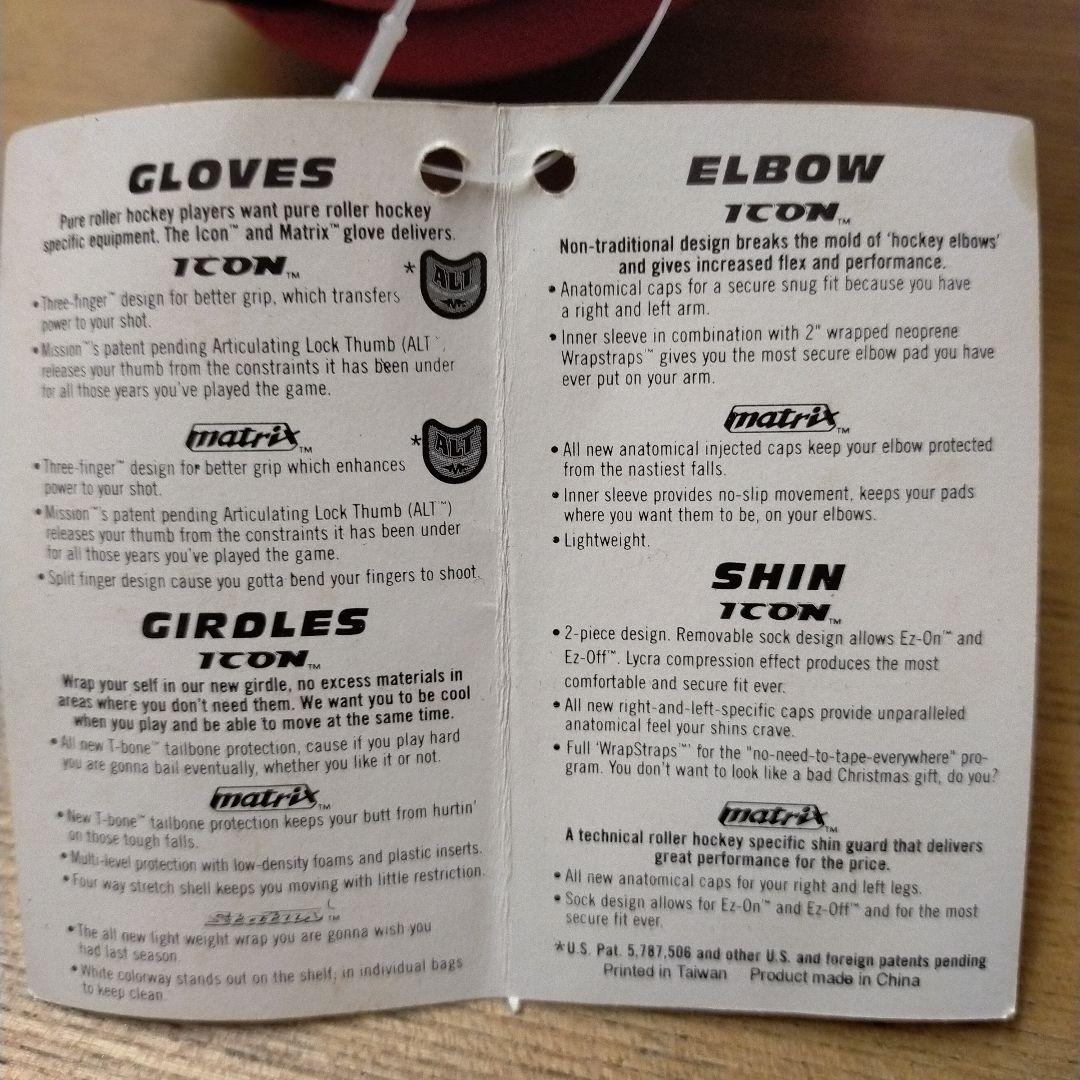 GLOVES
Pure roller hockey players want pure roller hockey
specific equipment. The Icon™ and Matrix™ glove delivers.
ICON™
* ALT
• Three-finger™ design for better grip, which transfers
power to your shot.
• Mission™'s patent pending Articulating Lock Thumb (ALT™,
releases your thumb from the constraints it has been under
for all those years you've played the game.
matrix™
* ALT
• Three-finger™ design for better grip which enhances
power to your shot.
• Mission™'s patent pending Articulating Lock Thumb (ALT™)
releases your thumb from the constraints it has been under
for all those years you've played the game.
• Split finger design cause you gotta bend your fingers to shoot.
GIRDLES
ICON™
Wrap your self in our new girdle, no excess materials in
areas where you don't need them. We want you to be cool
when you play and be able to move at the same time.
• All new T-bone™ tailbone protection, cause if you play hard
you are gonna bail eventually, whether you like it or not.
matrix™
• New T-bone™ tailbone protection keeps your butt from hurtin'
on those tough falls.
• Multi-level protection with low-density foams and plastic inserts.
• Four way stretch shell keeps you moving with little restriction.
™
• The all new light weight wrap you are gonna wish you
had last season.
• White colorway stands out on the shelf; in individual bags
to keep clean.
ELBOW
ICON™
Non-traditional design breaks the mold of 'hockey elbows'
and gives increased flex and performance.
• Anatomical caps for a secure snug fit because you have
a right and left arm.
• Inner sleeve in combination with 2" wrapped neoprene
Wrapstraps™ gives you the most secure elbow pad you have
ever put on your arm.
matrix™
• All new anatomical injected caps keep your elbow protected
from the nastiest falls.
• Inner sleeve provides no-slip movement, keeps your pads
where you want them to be, on your elbows.
• Lightweight.
SHIN
ICON™
• 2-piece design. Removable sock design allows Ez-On™ and
Ez-Off™. Lycra compression effect produces the most
comfortable and secure fit ever.
• All new right-and-left-specific caps provide unparalleled
anatomical feel your shins crave.
• Full 'WrapStraps™' for the "no-need-to-tape-everywhere" pro-
gram. You don't want to look like a bad Christmas gift, do you?
matrix™
A technical roller hockey specific shin guard that delivers
great performance for the price.
• All new anatomical caps for your right and left legs.
• Sock design allows for Ez-On™ and Ez-Off™ and for the most
secure fit ever.
*U.S. Pat. 5,787,506 and other U.S. and foreign patents pending
Printed in Taiwan Product made in China